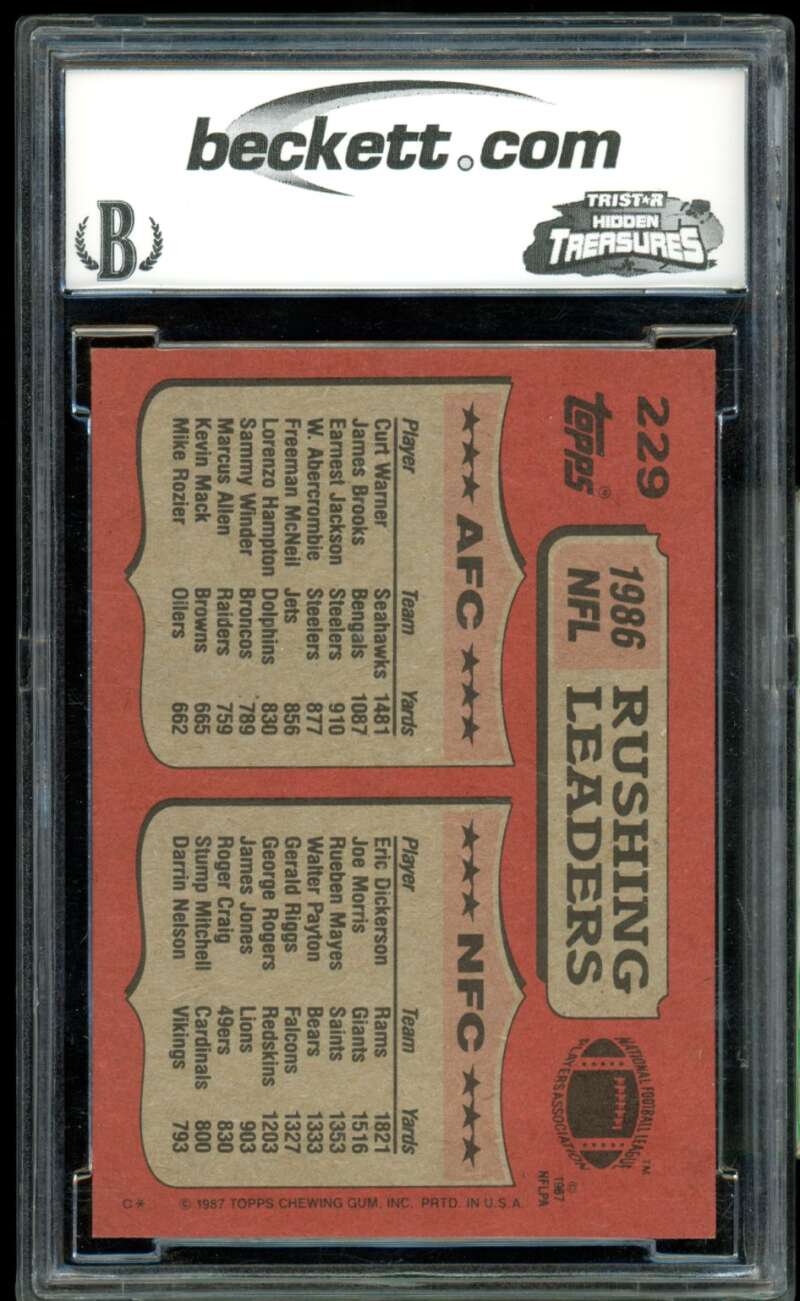 beckett.com
B
TRISTAR
HIDDEN
TREASURES
229
topps®
1986
NFL
RUSHING
LEADERS
NATIONAL FOOTBALL LEAGUE
PLAYERS ASSOCIATION
™
© 1987
NFLPA
★★★ AFC ★★★
Player Team Yards
Curt Warner Seahawks 1481
James Brooks Bengals 1087
Earnest Jackson Steelers 910
W. Abercrombie Steelers 877
Freeman McNeil Jets 856
Lorenzo Hampton Dolphins 830
Sammy Winder Broncos 789
Marcus Allen Raiders 759
Kevin Mack Browns 665
Mike Rozier Oilers 662
★★★ NFC ★★★
Player Team Yards
Eric Dickerson Rams 1821
Joe Morris Giants 1516
Rueben Mayes Saints 1353
Walter Payton Bears 1333
Gerald Riggs Falcons 1327
George Rogers Redskins 1203
James Jones Lions 903
Roger Craig 49ers 830
Stump Mitchell Cardinals 800
Darrin Nelson Vikings 793
C* © 1987 TOPPS CHEWING GUM, INC. PRTD. IN U.S.A.